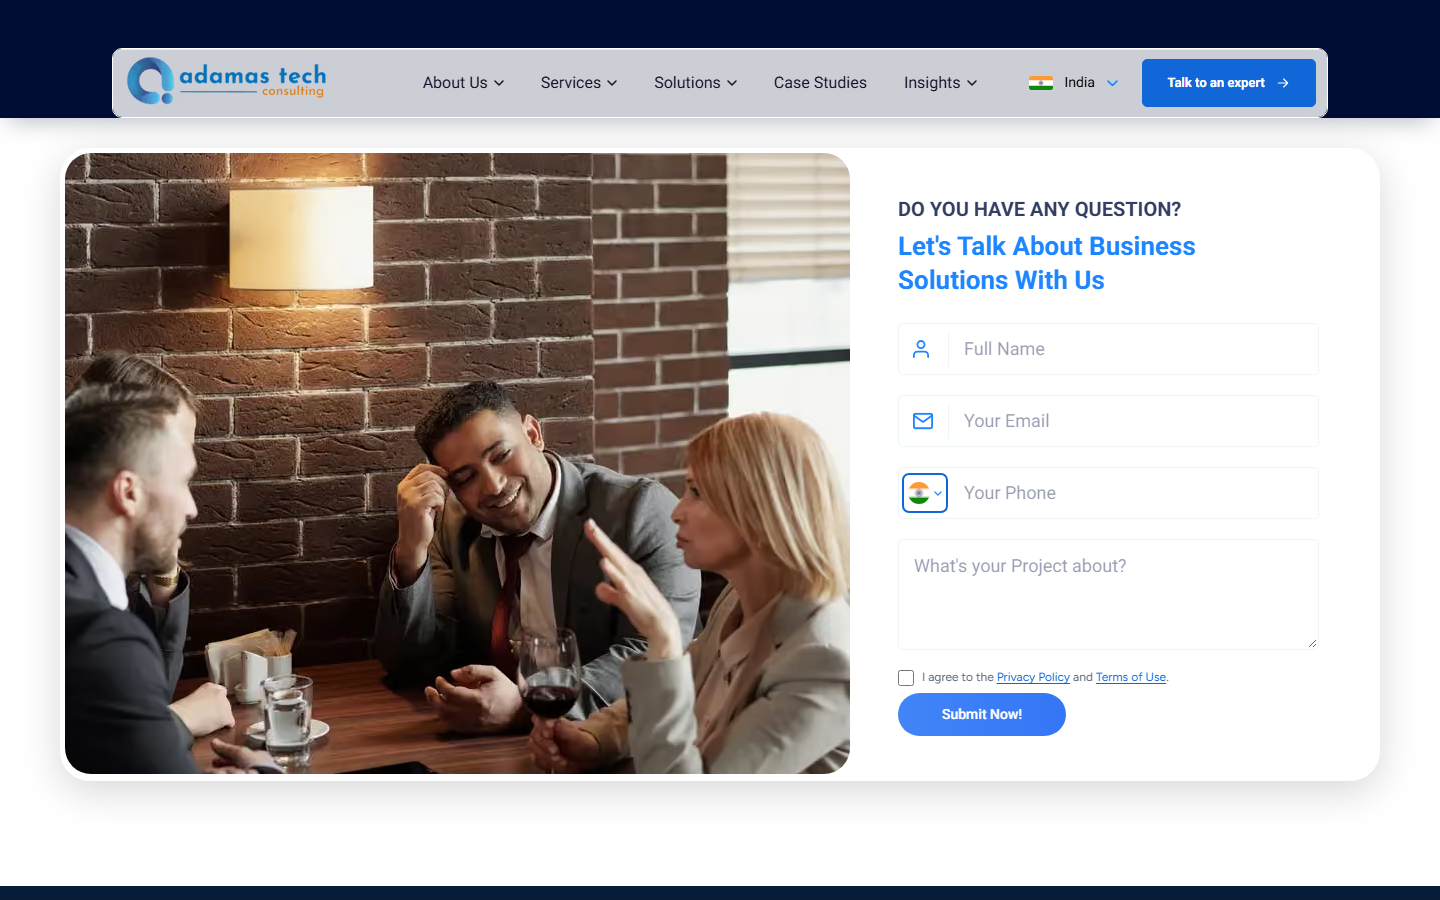 adamas tech
consulting
About Us
Services
Solutions
Case Studies
Insights
India
Talk to an expert
DO YOU HAVE ANY QUESTION?
Let's Talk About Business
Solutions With Us
Full Name
Your Email
Your Phone
What's your Project about?
I agree to the Privacy Policy and Terms of Use.
Submit Now!